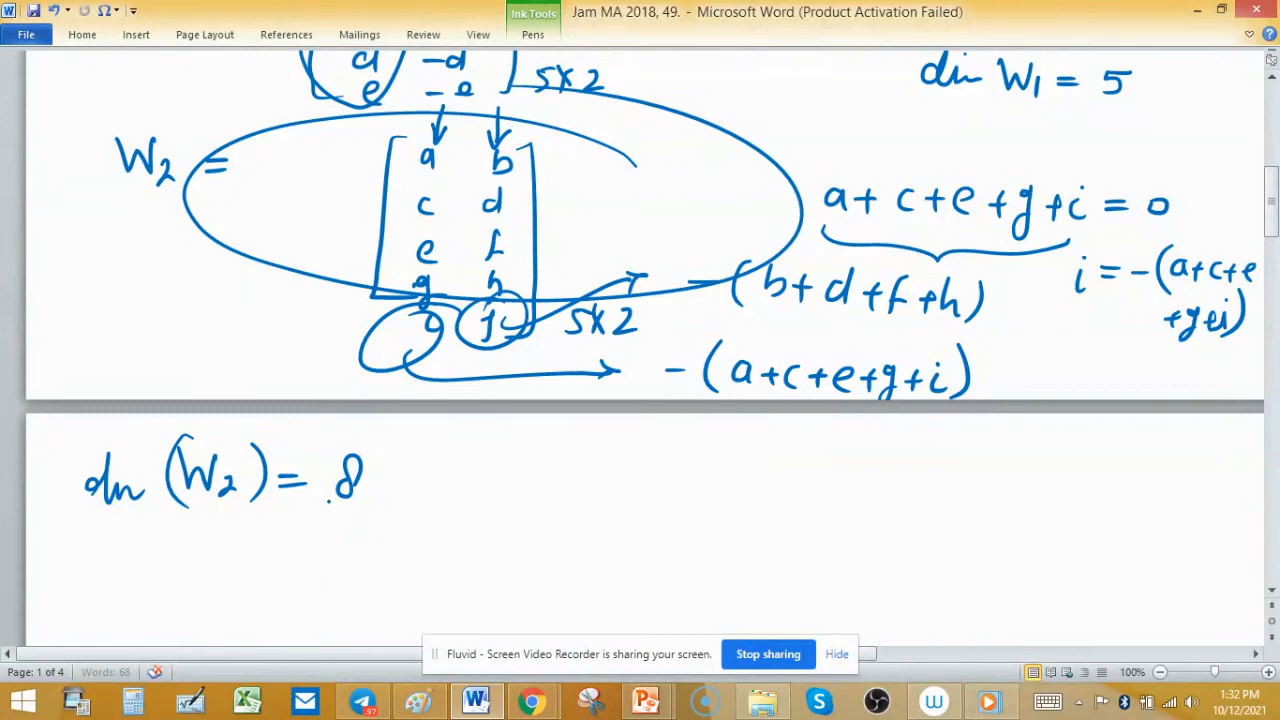 Ink Tools
Jam MA 2018, 49. - Microsoft Word (Product Activation Failed)
File Home Insert Page Layout References Mailings Review View Pens
d -d
e -e
5x2
dim W1 = 5
W2 =
a b
c d
e f
g h
j
5x2
a+c+e+g+i = 0
-(b+d+f+h)
i = -(a+c+e
+g+i)
-(a+c+e+g+i)
dim (W2) = 8
Fluvid - Screen Video Recorder is sharing your screen. Stop sharing Hide
Page: 1 of 4 Words: 68 100%
97
1:32 PM
10/12/2021